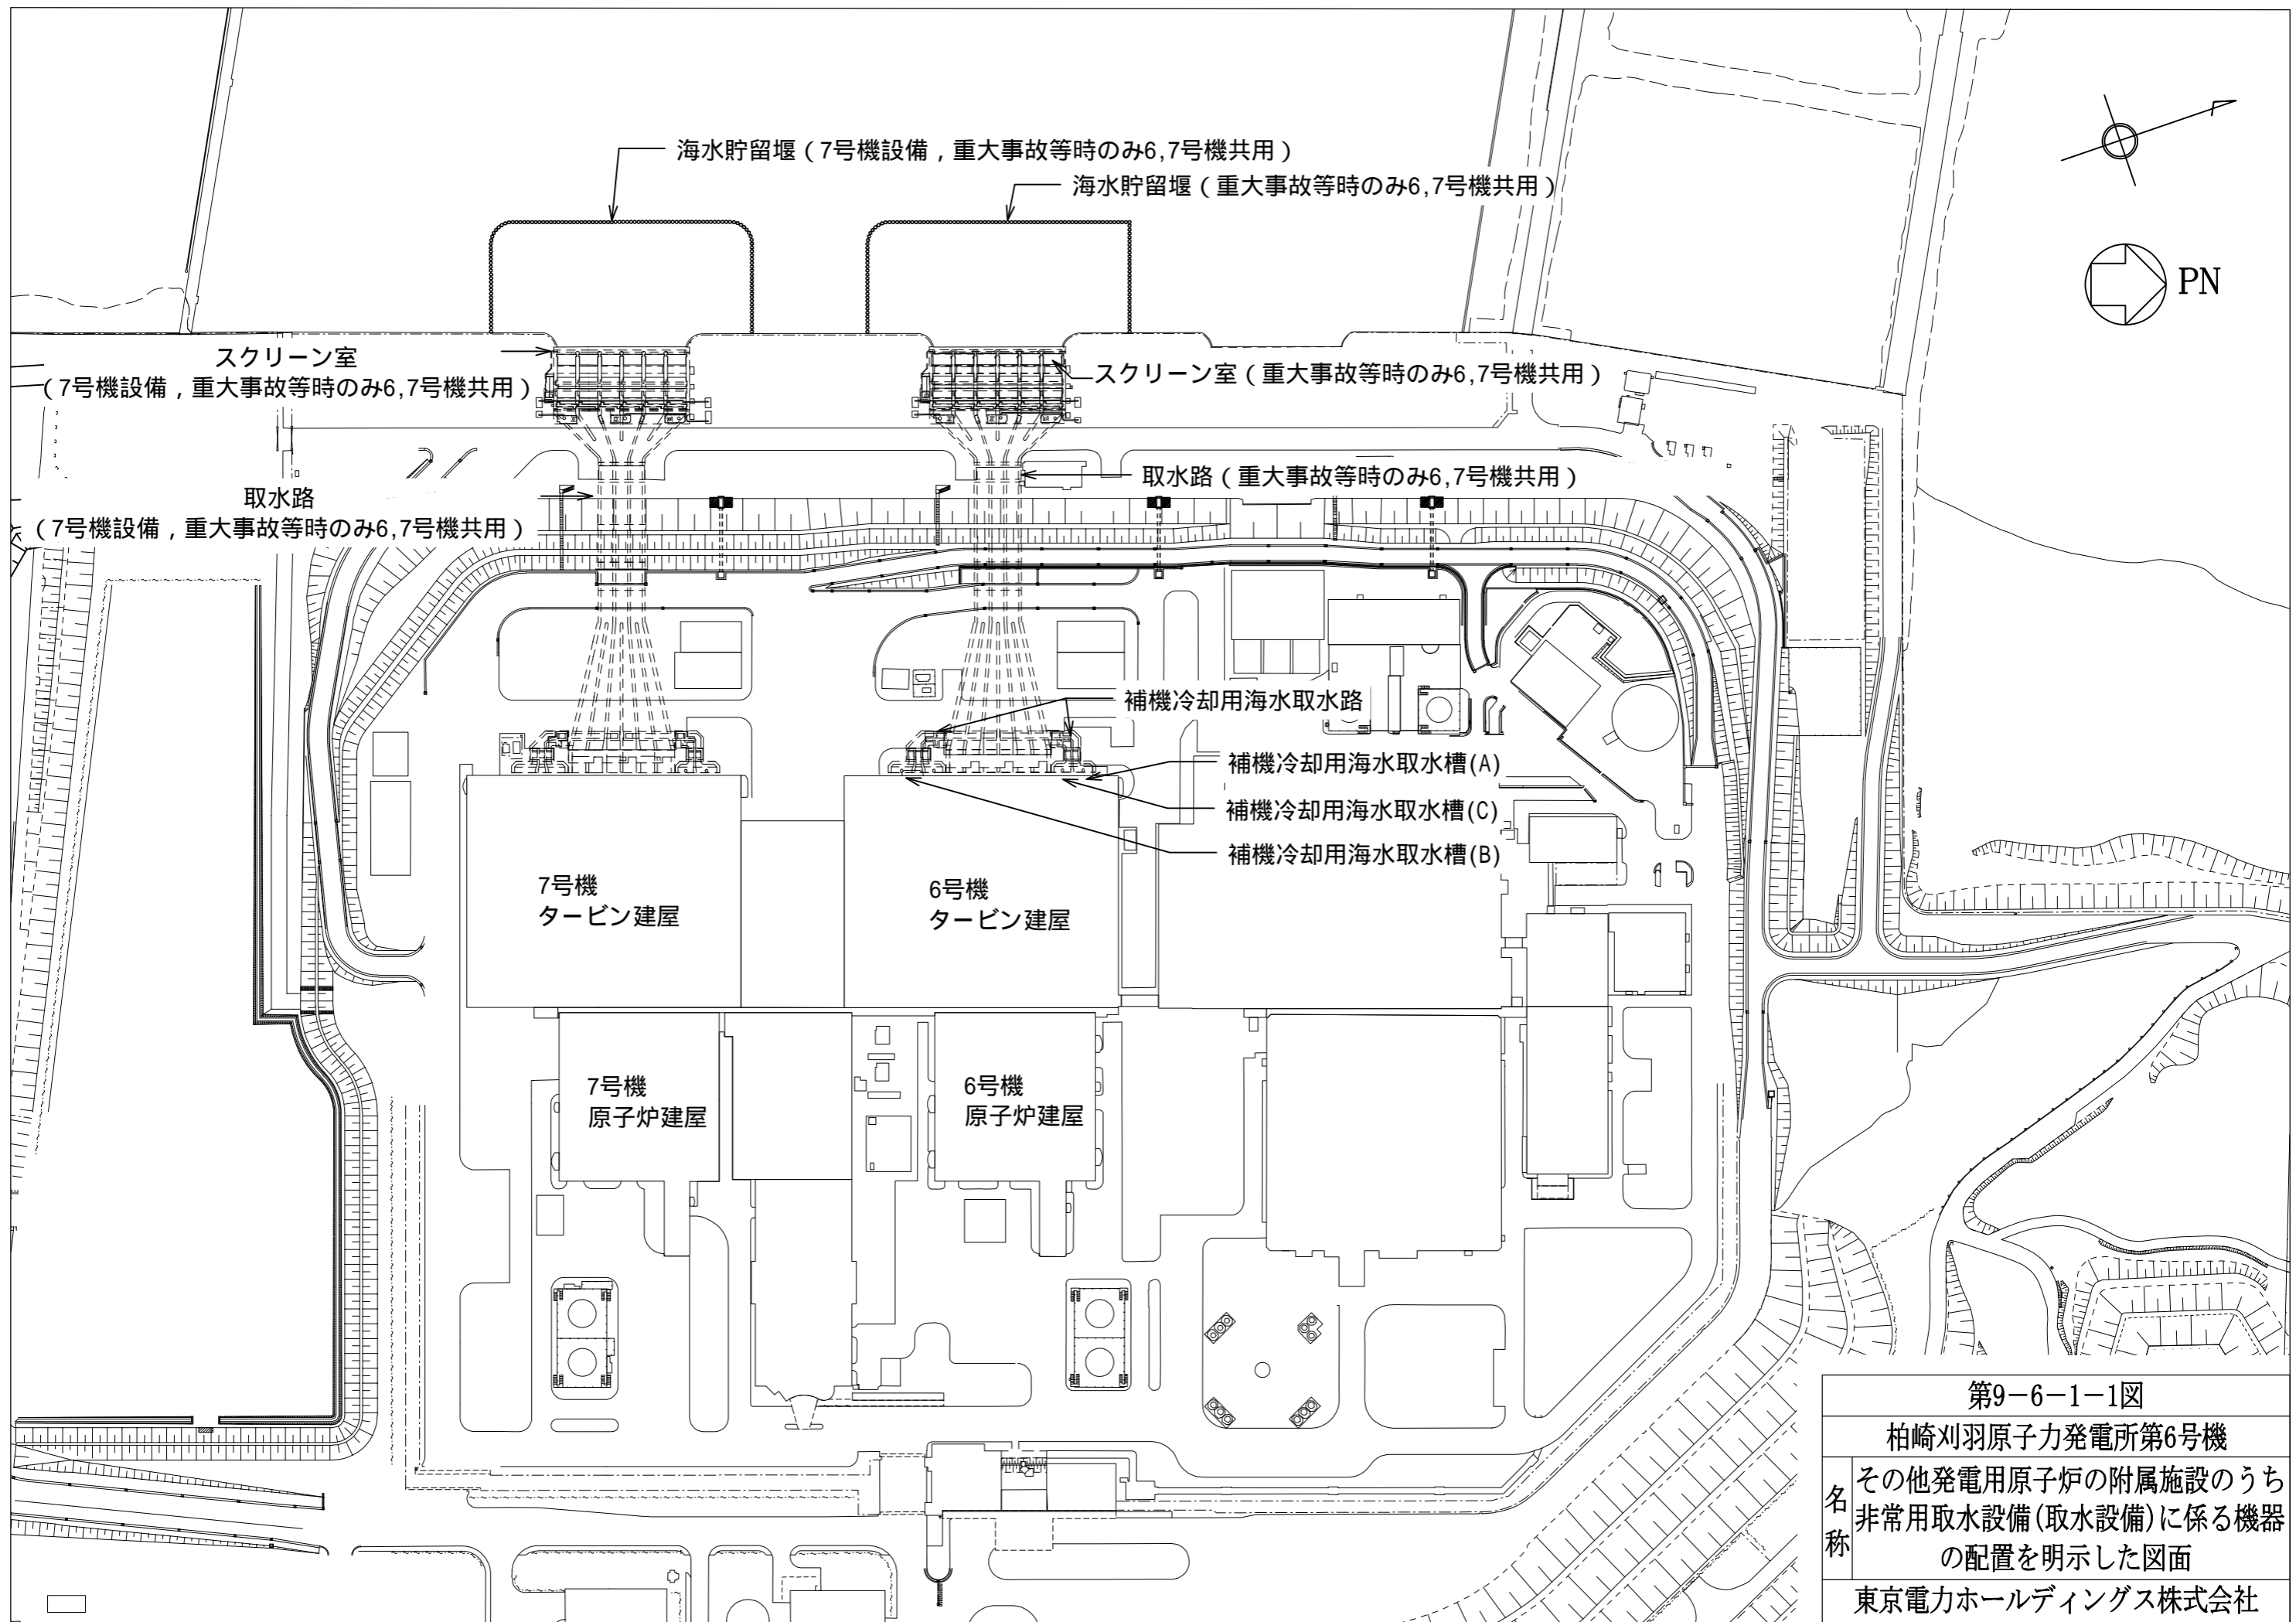 海水貯留堰（7号機設備，重大事故等時のみ6,7号機共用）
海水貯留堰（重大事故等時のみ6,7号機共用）
PN
スクリーン室
（7号機設備，重大事故等時のみ6,7号機共用）
スクリーン室（重大事故等時のみ6,7号機共用）
取水路
（7号機設備，重大事故等時のみ6,7号機共用）
取水路（重大事故等時のみ6,7号機共用）
補機冷却用海水取水路
補機冷却用海水取水槽(A)
補機冷却用海水取水槽(C)
補機冷却用海水取水槽(B)
7号機
タービン建屋
6号機
タービン建屋
7号機
原子炉建屋
6号機
原子炉建屋
第9－6－1－1図
柏崎刈羽原子力発電所第6号機
名称
その他発電用原子炉の附属施設のうち
非常用取水設備(取水設備)に係る機器
の配置を明示した図面
東京電力ホールディングス株式会社